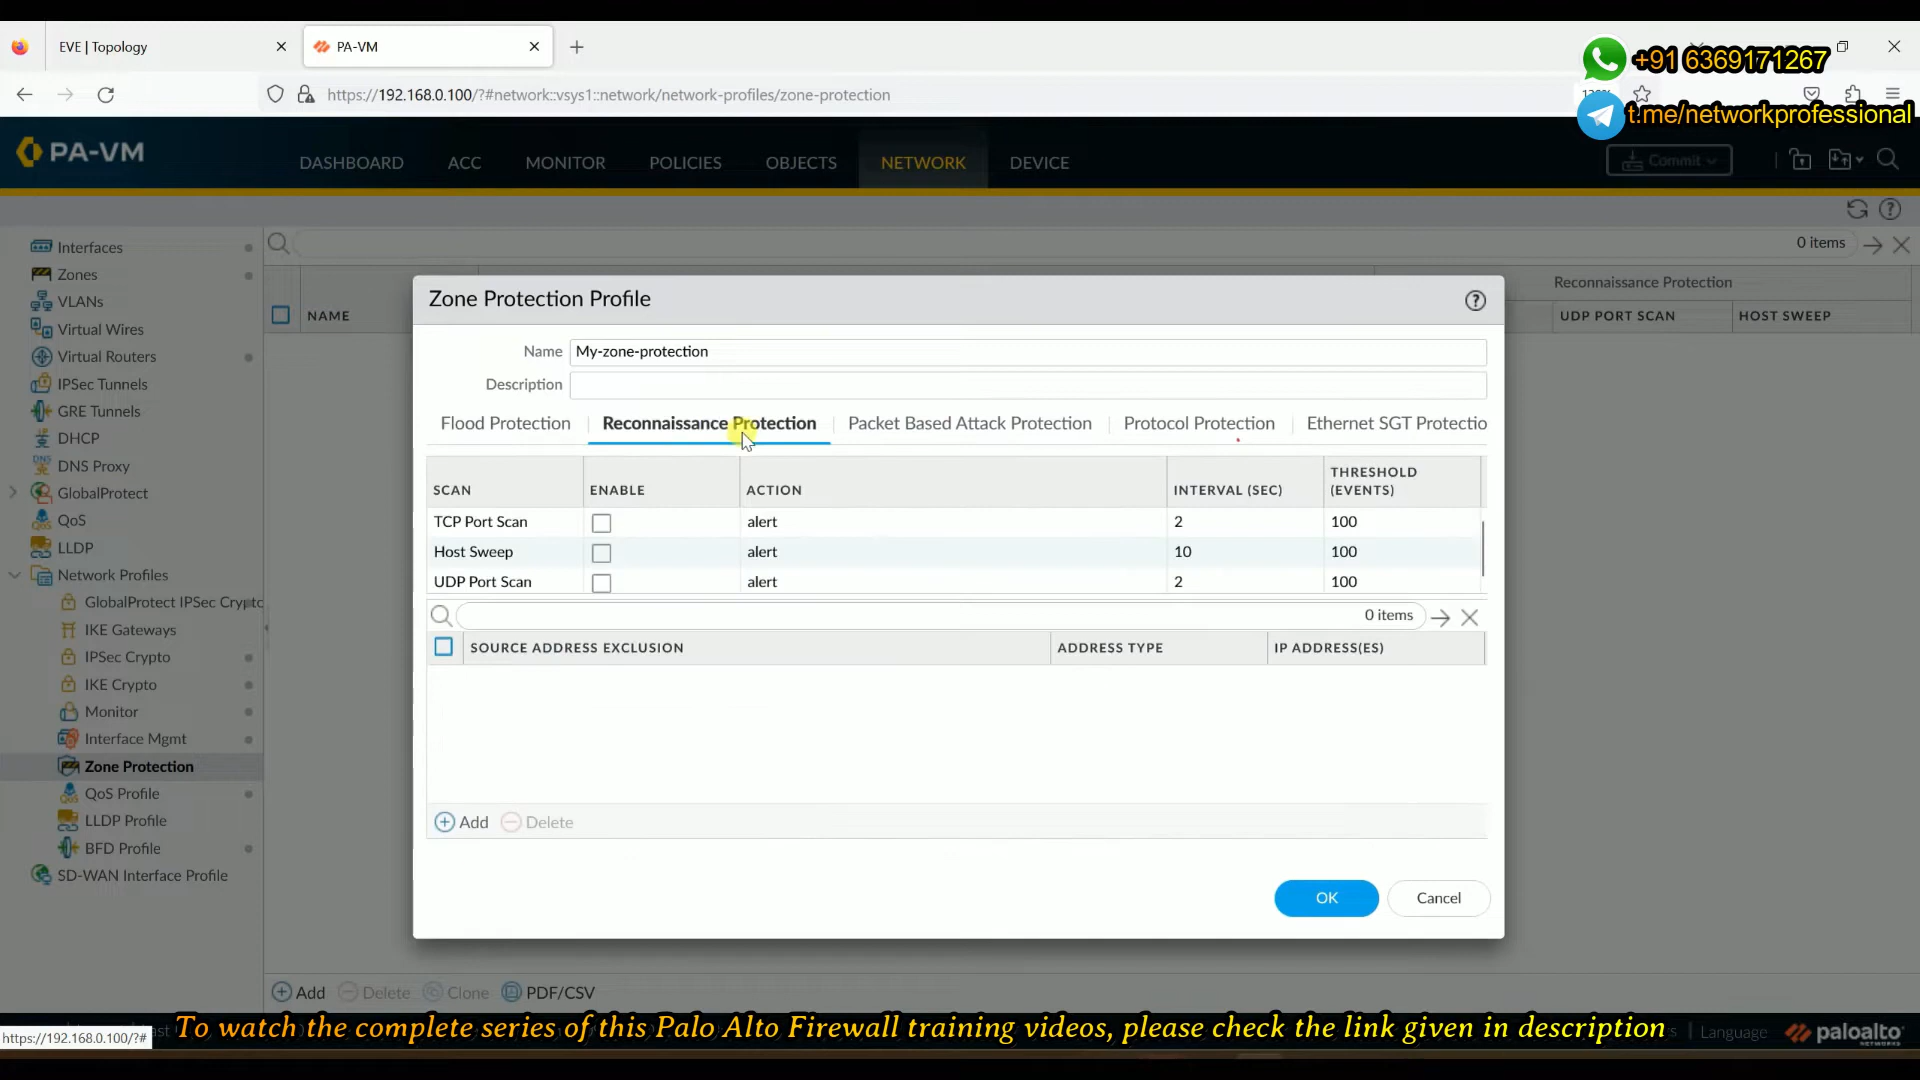 EVE | Topology
PA-VM
+91 6369171267
https://192.168.0.100/?#network::vsys1::network/network-profiles/zone-protection
t.me/networkprofessional
PA-VM
DASHBOARD
ACC
MONITOR
POLICIES
OBJECTS
NETWORK
DEVICE
Commit
Interfaces
Zones
VLANs
Virtual Wires
Virtual Routers
IPSec Tunnels
GRE Tunnels
DHCP
DNS Proxy
GlobalProtect
QoS
LLDP
Network Profiles
GlobalProtect IPSec Crypto
IKE Gateways
IPSec Crypto
IKE Crypto
Monitor
Interface Mgmt
Zone Protection
QoS Profile
LLDP Profile
BFD Profile
SD-WAN Interface Profile
0 items
Reconnaissance Protection
NAME
UDP PORT SCAN
HOST SWEEP
Zone Protection Profile
Name My-zone-protection
Description
Flood Protection
Reconnaissance Protection
Packet Based Attack Protection
Protocol Protection
Ethernet SGT Protectio
SCAN ENABLE ACTION INTERVAL (SEC) THRESHOLD (EVENTS)
TCP Port Scan alert 2 100
Host Sweep alert 10 100
UDP Port Scan alert 2 100
0 items
SOURCE ADDRESS EXCLUSION ADDRESS TYPE IP ADDRESS(ES)
Add Delete
OK
Cancel
Add Delete Clone PDF/CSV
To watch the complete series of this Palo Alto Firewall training videos, please check the link given in description
https://192.168.0.100/?#
Language
paloalto
NETWORKS